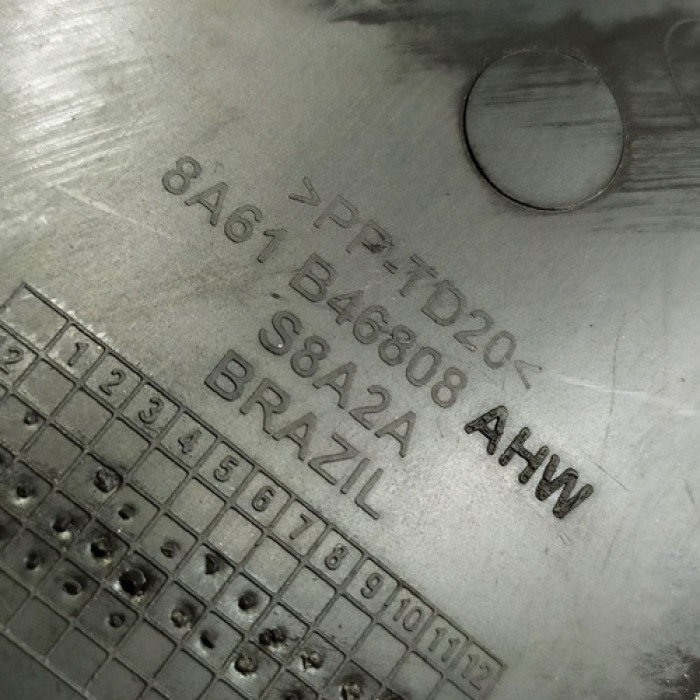 >PP-TD20<
8A61 B46808 AHW
S8A2A
BRAZIL
1 2 3 4 5 6 7 8 9 10 11 12